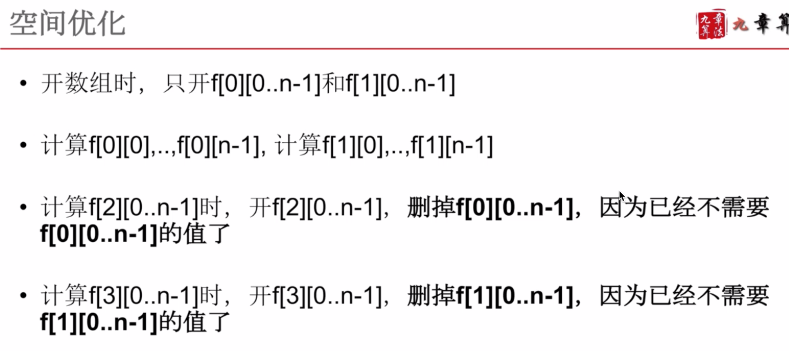 空间优化
九章算法
九章算
• 开数组时，只开f[0][0..n-1]和f[1][0..n-1]
• 计算f[0][0],..,f[0][n-1], 计算f[1][0],..,f[1][n-1]
• 计算f[2][0..n-1]时，开f[2][0..n-1]，删掉f[0][0..n-1]，因为已经不需要
f[0][0..n-1]的值了
• 计算f[3][0..n-1]时，开f[3][0..n-1]，删掉f[1][0..n-1]，因为已经不需要
f[1][0..n-1]的值了